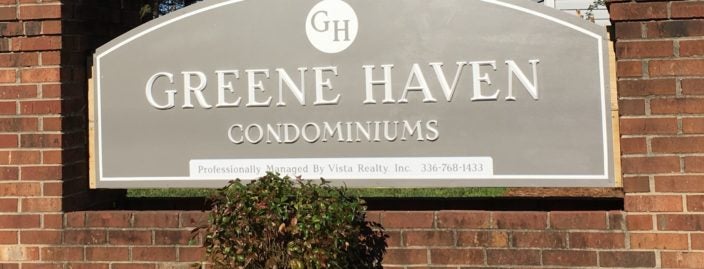 GH
GREENE HAVEN
CONDOMINIUMS
Professionally Managed By Vista Realty, Inc. 336-768-1433